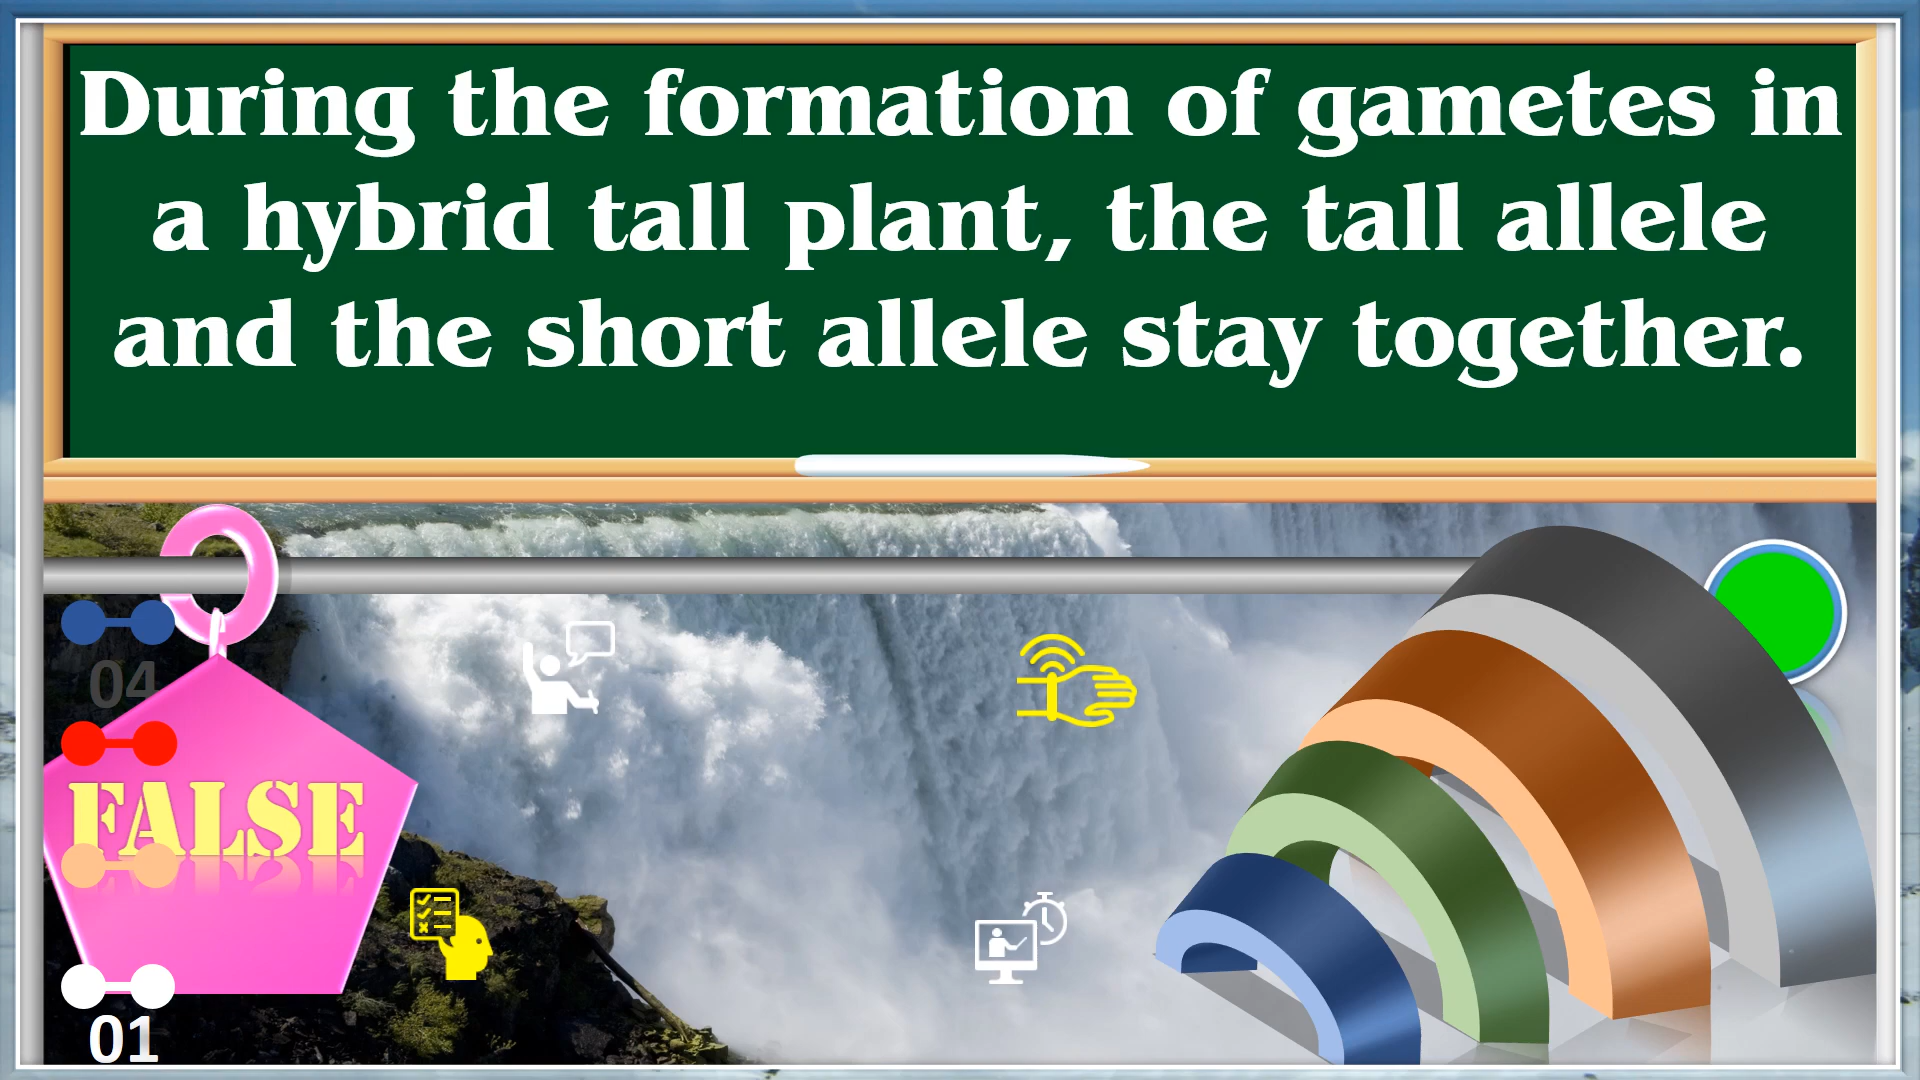 During the formation of gametes in
a hybrid tall plant, the tall allele
and the short allele stay together.
04
FALSE
01